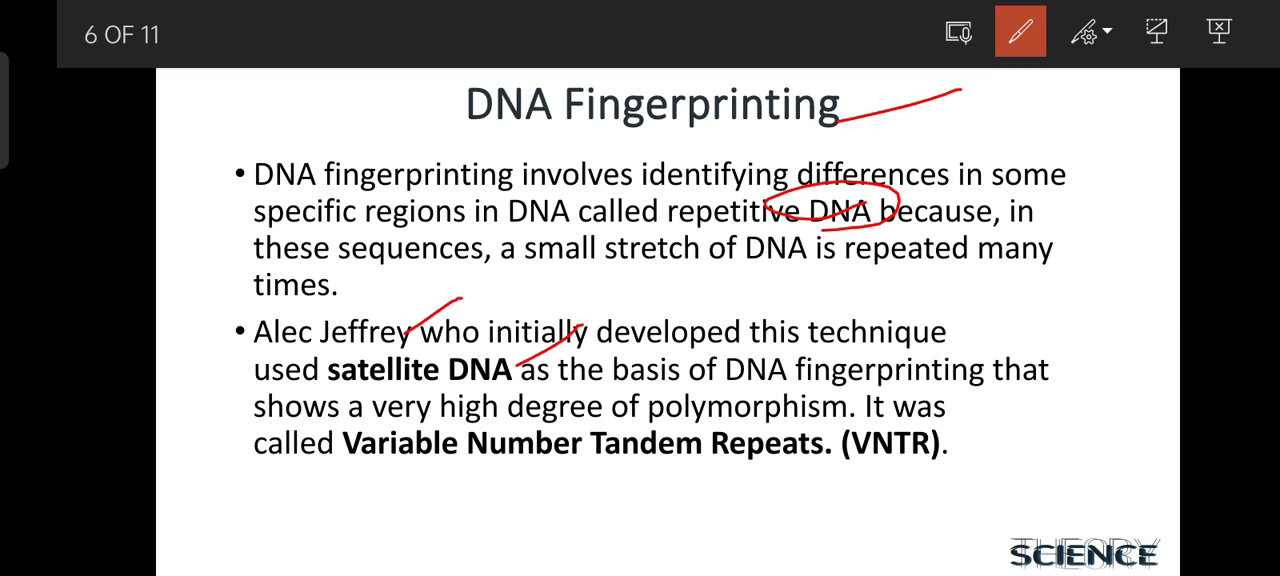 6 OF 11
DNA Fingerprinting
• DNA fingerprinting involves identifying differences in some
specific regions in DNA called repetitive DNA because, in
these sequences, a small stretch of DNA is repeated many
times.
• Alec Jeffrey who initially developed this technique
used satellite DNA as the basis of DNA fingerprinting that
shows a very high degree of polymorphism. It was
called Variable Number Tandem Repeats. (VNTR).
THEORY
SCIENCE